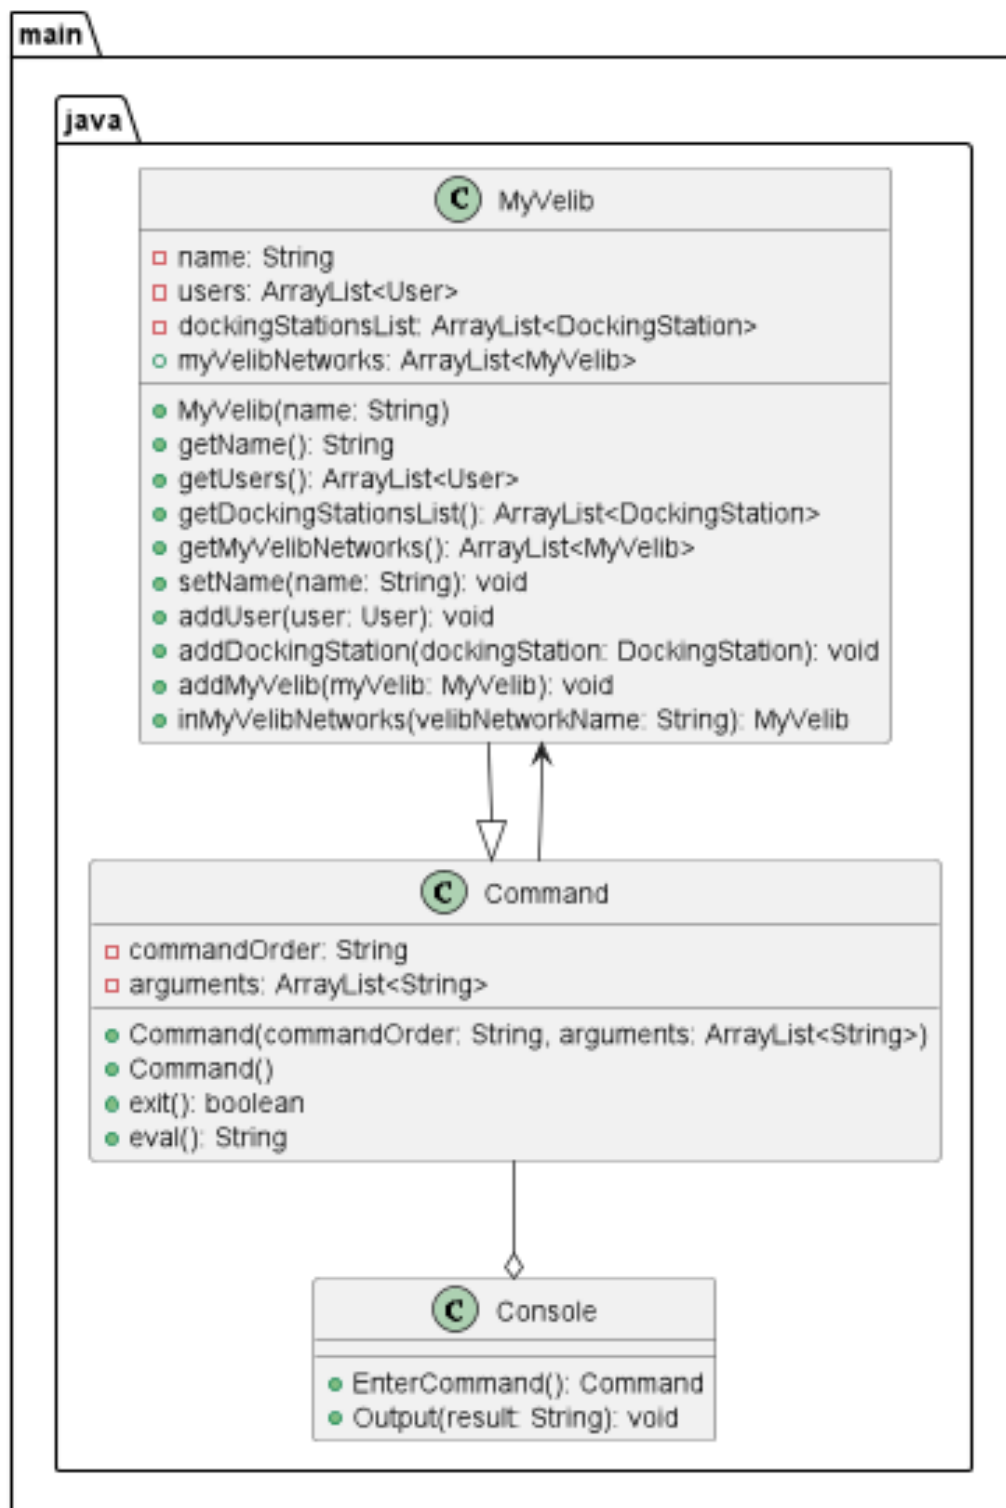 main
java
C MyVelib
name: String
users: ArrayList<User>
dockingStationsList: ArrayList<DockingStation>
myVelibNetworks: ArrayList<MyVelib>
MyVelib(name: String)
getName(): String
getUsers(): ArrayList<User>
getDockingStationsList(): ArrayList<DockingStation>
getMyVelibNetworks(): ArrayList<MyVelib>
setName(name: String): void
addUser(user: User): void
addDockingStation(dockingStation: DockingStation): void
addMyVelib(myVelib: MyVelib): void
inMyVelibNetworks(velibNetworkName: String): MyVelib
C Command
commandOrder: String
arguments: ArrayList<String>
Command(commandOrder: String, arguments: ArrayList<String>)
Command()
exit(): boolean
eval(): String
C Console
EnterCommand(): Command
Output(result: String): void